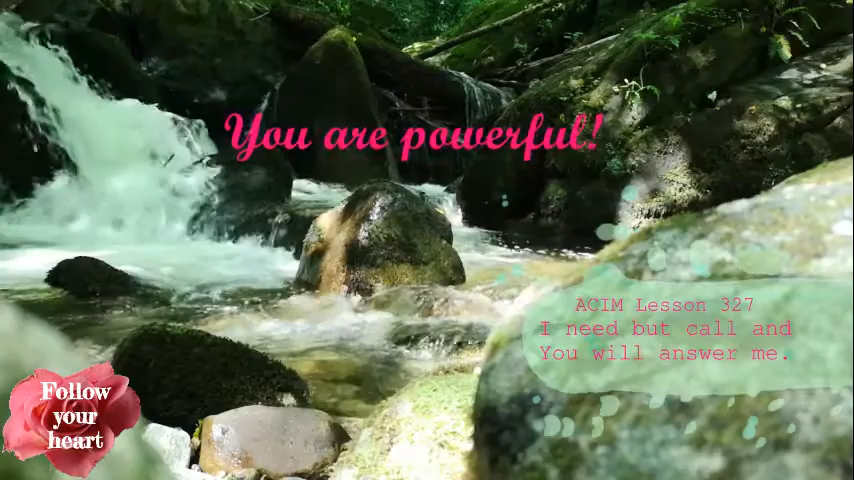 You are powerful!
ACIM Lesson 327
I need but call and
You will answer me.
Follow
your
heart